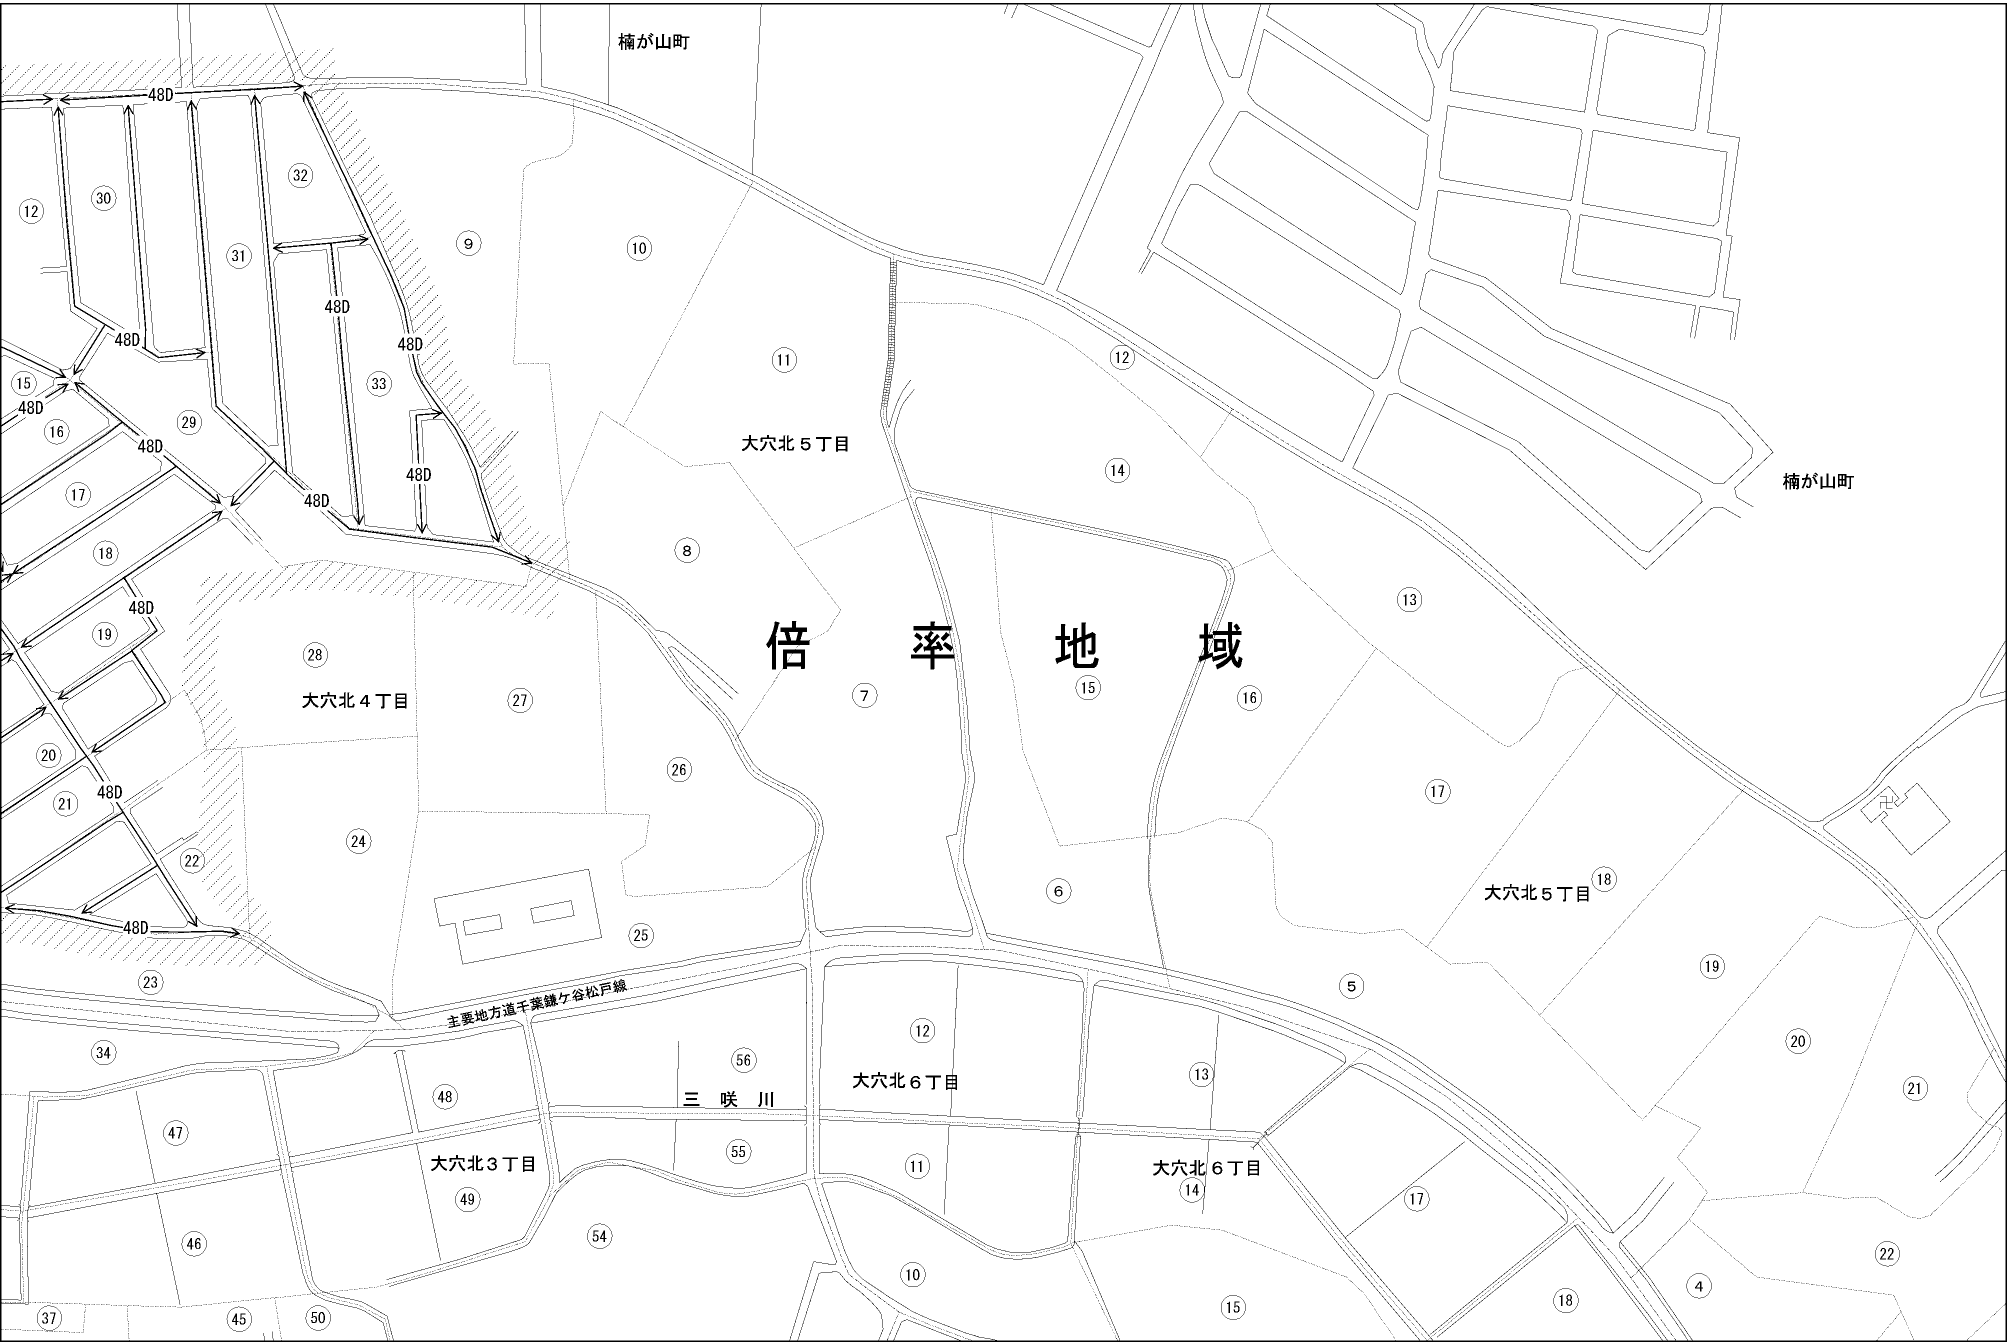 楠が山町
48D
32
30
12
9
10
31
48D
48D
48D
11
12
33
15
48D
16
29
大穴北５丁目
48D
14
48D
楠が山町
17
48D
18
8
13
48D
19
倍率地域
28
大穴北４丁目
27
7
15
16
20
26
17
21
48D
24
22
18
6
大穴北５丁目
48D
25
19
23
5
主要地方道千葉鎌ケ谷松戸線
12
20
34
56
13
大穴北６丁目
21
48
三咲川
47
55
大穴北３丁目
11
大穴北６丁目
14
49
17
46
54
22
10
4
15
18
37
45
50